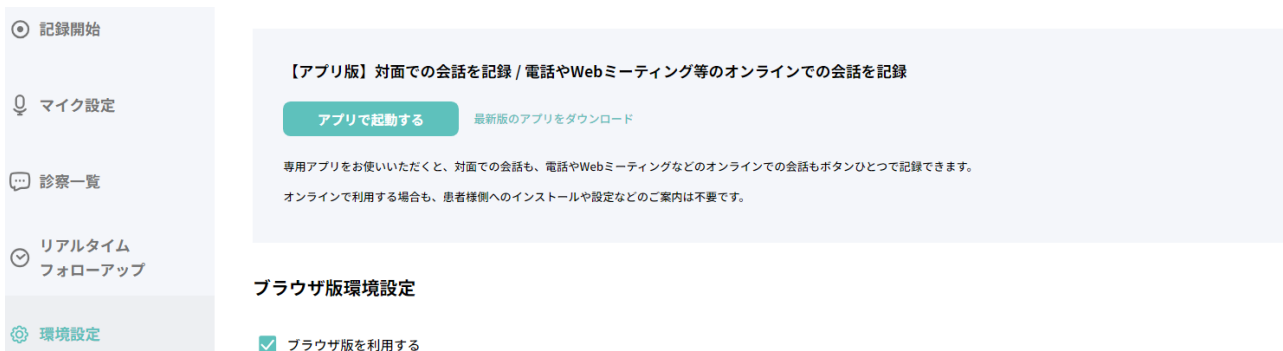 記録開始
マイク設定
診察一覧
リアルタイム
フォローアップ
環境設定
【アプリ版】対面での会話を記録 / 電話やWebミーティング等のオンラインでの会話を記録
アプリで起動する
最新版のアプリをダウンロード
専用アプリをお使いいただくと、対面での会話も、電話やWebミーティングなどのオンラインでの会話もボタンひとつで記録できます。
オンラインで利用する場合も、患者様側へのインストールや設定などのご案内は不要です。
ブラウザ版環境設定
ブラウザ版を利用する